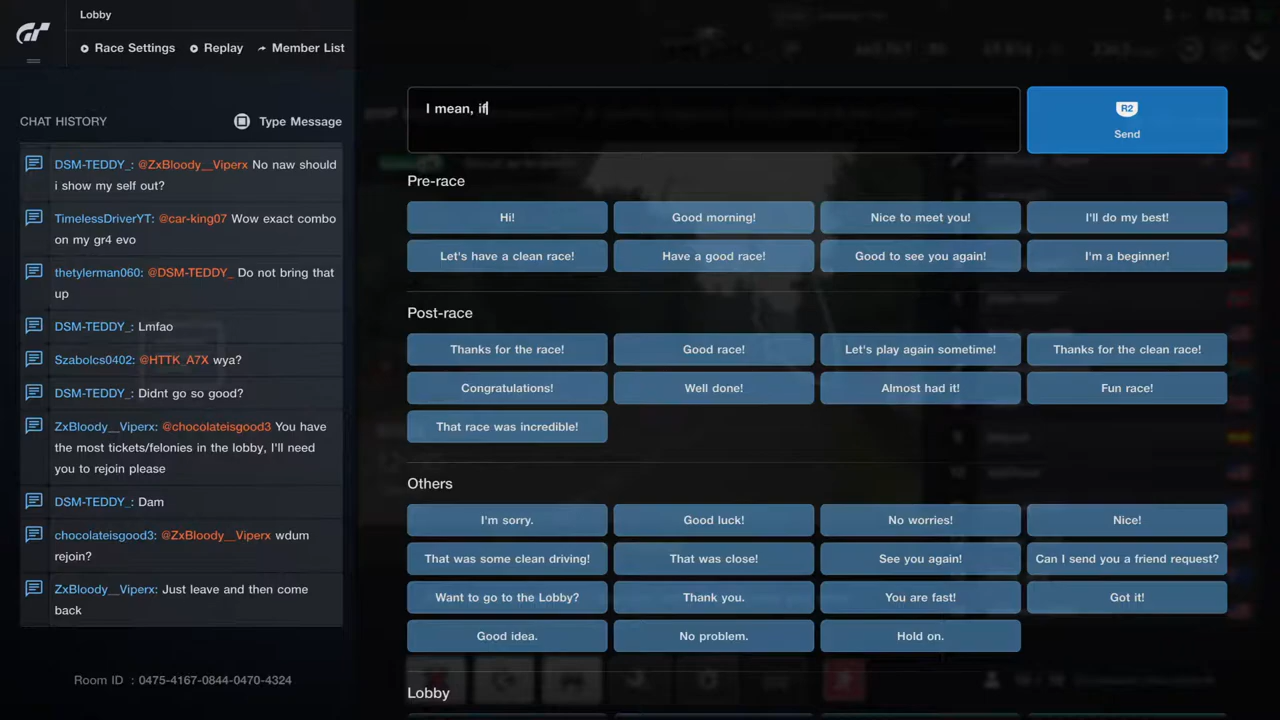 Lobby
Race Settings Replay Member List
CHAT HISTORY Type Message
DSM-TEDDY_: @ZxBloody__Viperx No naw should
i show my self out?
TimelessDriverYT: @car-king07 Wow exact combo
on my gr4 evo
thetylerman060: @DSM-TEDDY_ Do not bring that
up
DSM-TEDDY_: Lmfao
Szabolcs0402: @HTTK_A7X wya?
DSM-TEDDY_: Didnt go so good?
ZxBloody__Viperx: @chocolateisgood3 You have
the most tickets/felonies in the lobby, I'll need
you to rejoin please
DSM-TEDDY_: Dam
chocolateisgood3: @ZxBloody__Viperx wdum
rejoin?
ZxBloody__Viperx: Just leave and then come
back
Room ID : 0475-4167-0844-0470-4324
I mean, if
R2
Send
Pre-race
Hi! Good morning! Nice to meet you! I'll do my best!
Let's have a clean race! Have a good race! Good to see you again! I'm a beginner!
Post-race
Thanks for the race! Good race! Let's play again sometime! Thanks for the clean race!
Congratulations! Well done! Almost had it! Fun race!
That race was incredible!
Others
I'm sorry. Good luck! No worries! Nice!
That was some clean driving! That was close! See you again! Can I send you a friend request?
Want to go to the Lobby? Thank you. You are fast! Got it!
Good idea. No problem. Hold on.
Lobby